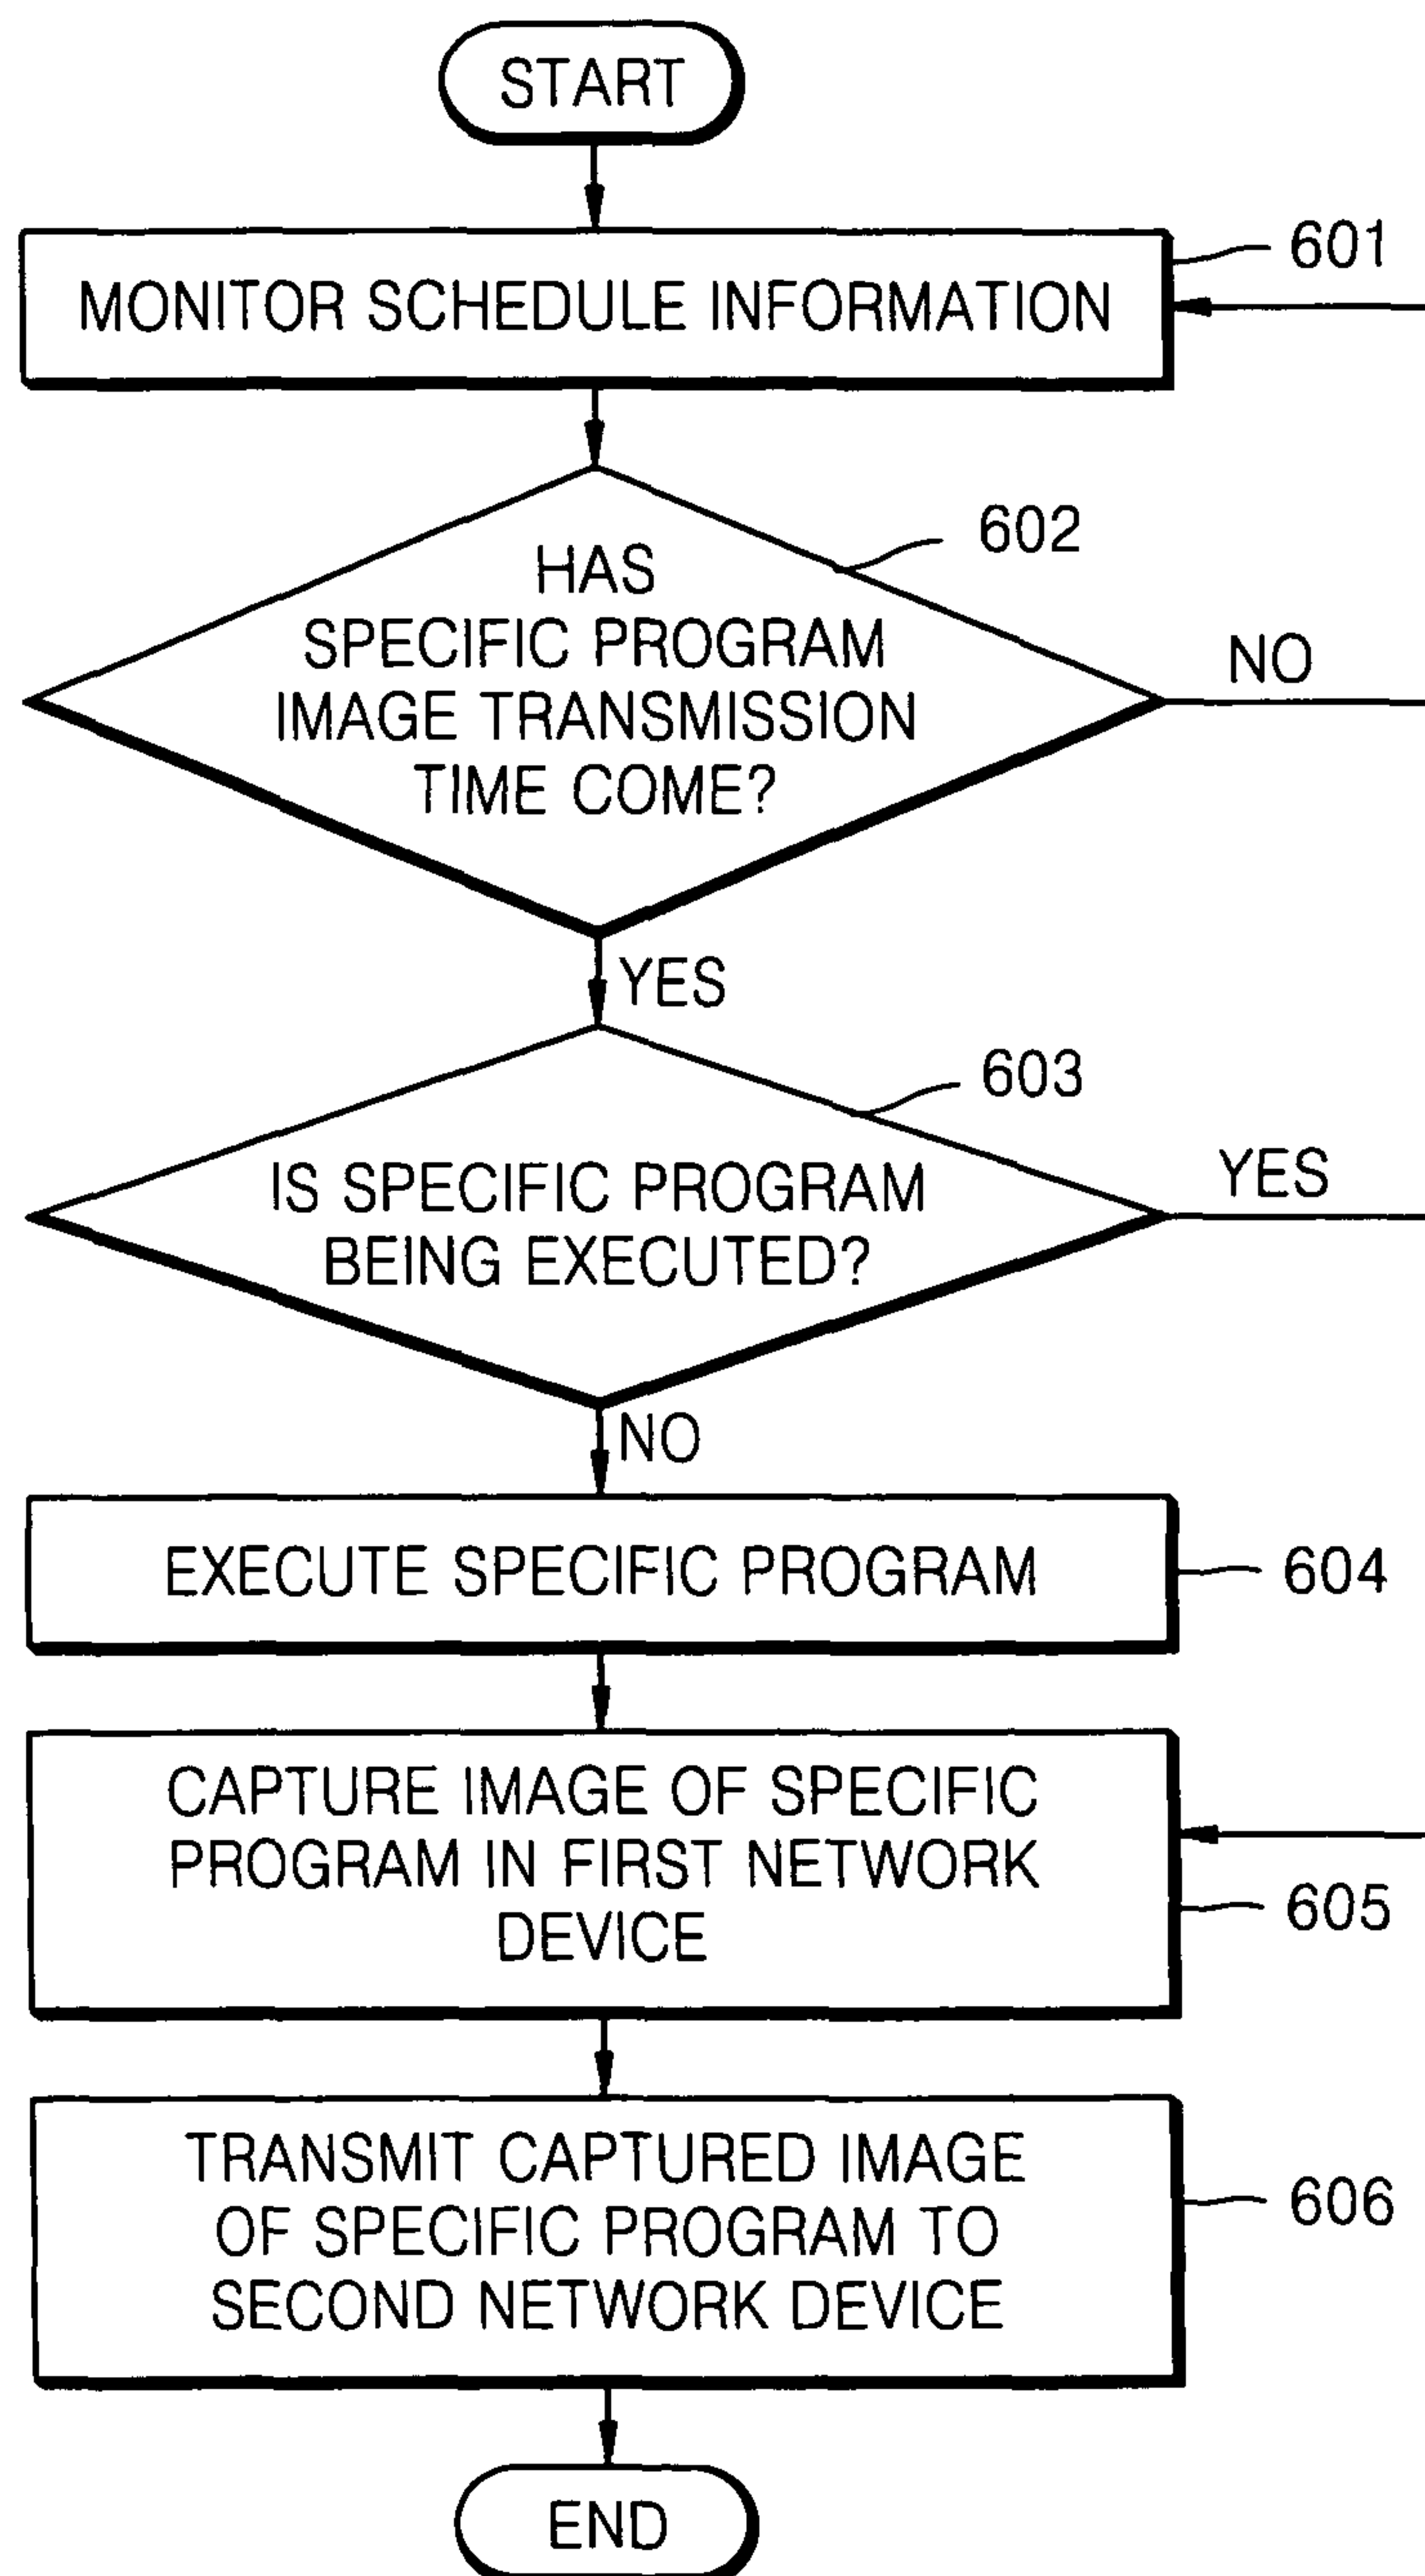 START
601
MONITOR SCHEDULE INFORMATION
602
HAS
SPECIFIC PROGRAM
IMAGE TRANSMISSION
TIME COME?
NO
YES
603
IS SPECIFIC PROGRAM
BEING EXECUTED?
YES
NO
EXECUTE SPECIFIC PROGRAM
604
CAPTURE IMAGE OF SPECIFIC
PROGRAM IN FIRST NETWORK
DEVICE
605
TRANSMIT CAPTURED IMAGE
OF SPECIFIC PROGRAM TO
SECOND NETWORK DEVICE
606
END